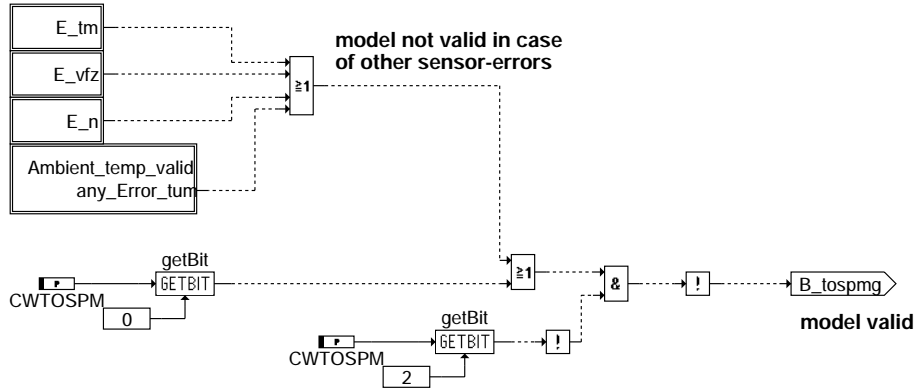 E_tm
model not valid in case
of other sensor-errors
E_vfz
≧1
E_n
Ambient_temp_valid
any_Error_tum
getBit
≧1
P
GETBIT
&
!
B_tospmg
CWTOSPM
0
getBit
model valid
P
GETBIT
!
CWTOSPM
2